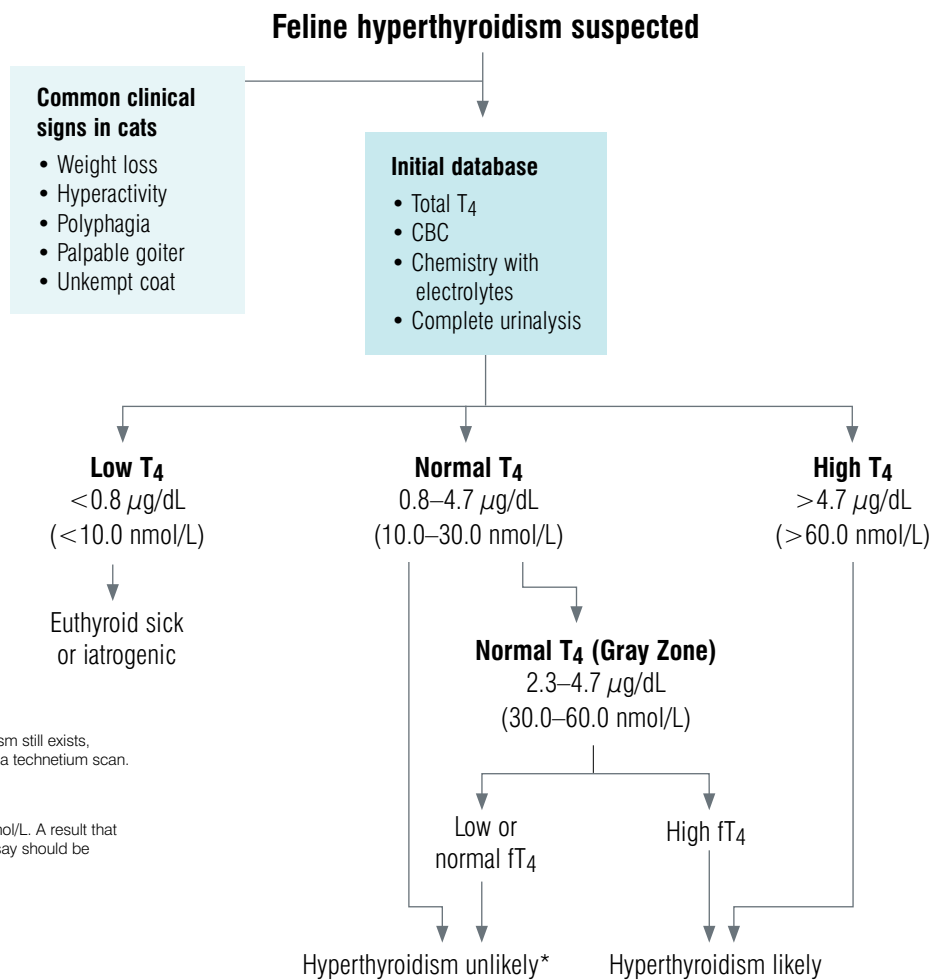 Feline hyperthyroidism suspected
Common clinical
signs in cats
• Weight loss
• Hyperactivity
• Polyphagia
• Palpable goiter
• Unkempt coat
Initial database
• Total T4
• CBC
• Chemistry with
electrolytes
• Complete urinalysis
Low T4
<0.8 µg/dL
(<10.0 nmol/L)
Euthyroid sick
or iatrogenic
Normal T4
0.8–4.7 µg/dL
(10.0–30.0 nmol/L)
High T4
>4.7 µg/dL
(>60.0 nmol/L)
Normal T4 (Gray Zone)
2.3–4.7 µg/dL
(30.0–60.0 nmol/L)
Low or
normal fT4
High fT4
Hyperthyroidism unlikely*
Hyperthyroidism likely
sm still exists,
a technetium scan.
mol/L. A result that
say should be